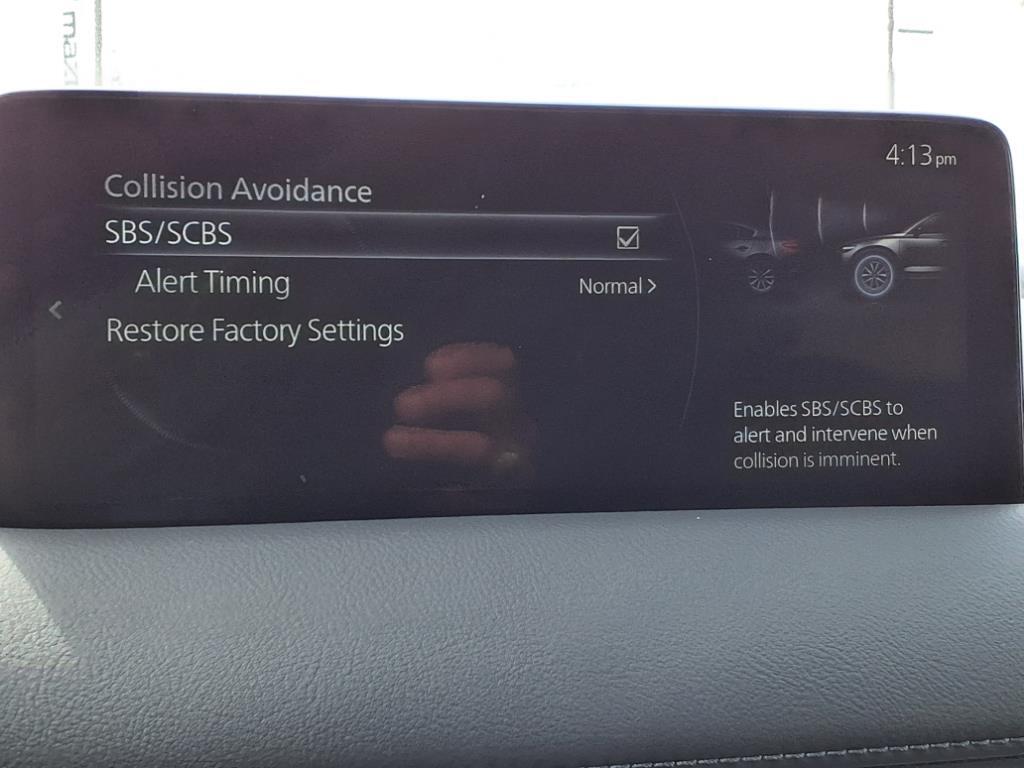 4:13 pm
Collision Avoidance
SBS/SCBS
Alert Timing Normal >
Restore Factory Settings
Enables SBS/SCBS to
alert and intervene when
collision is imminent.